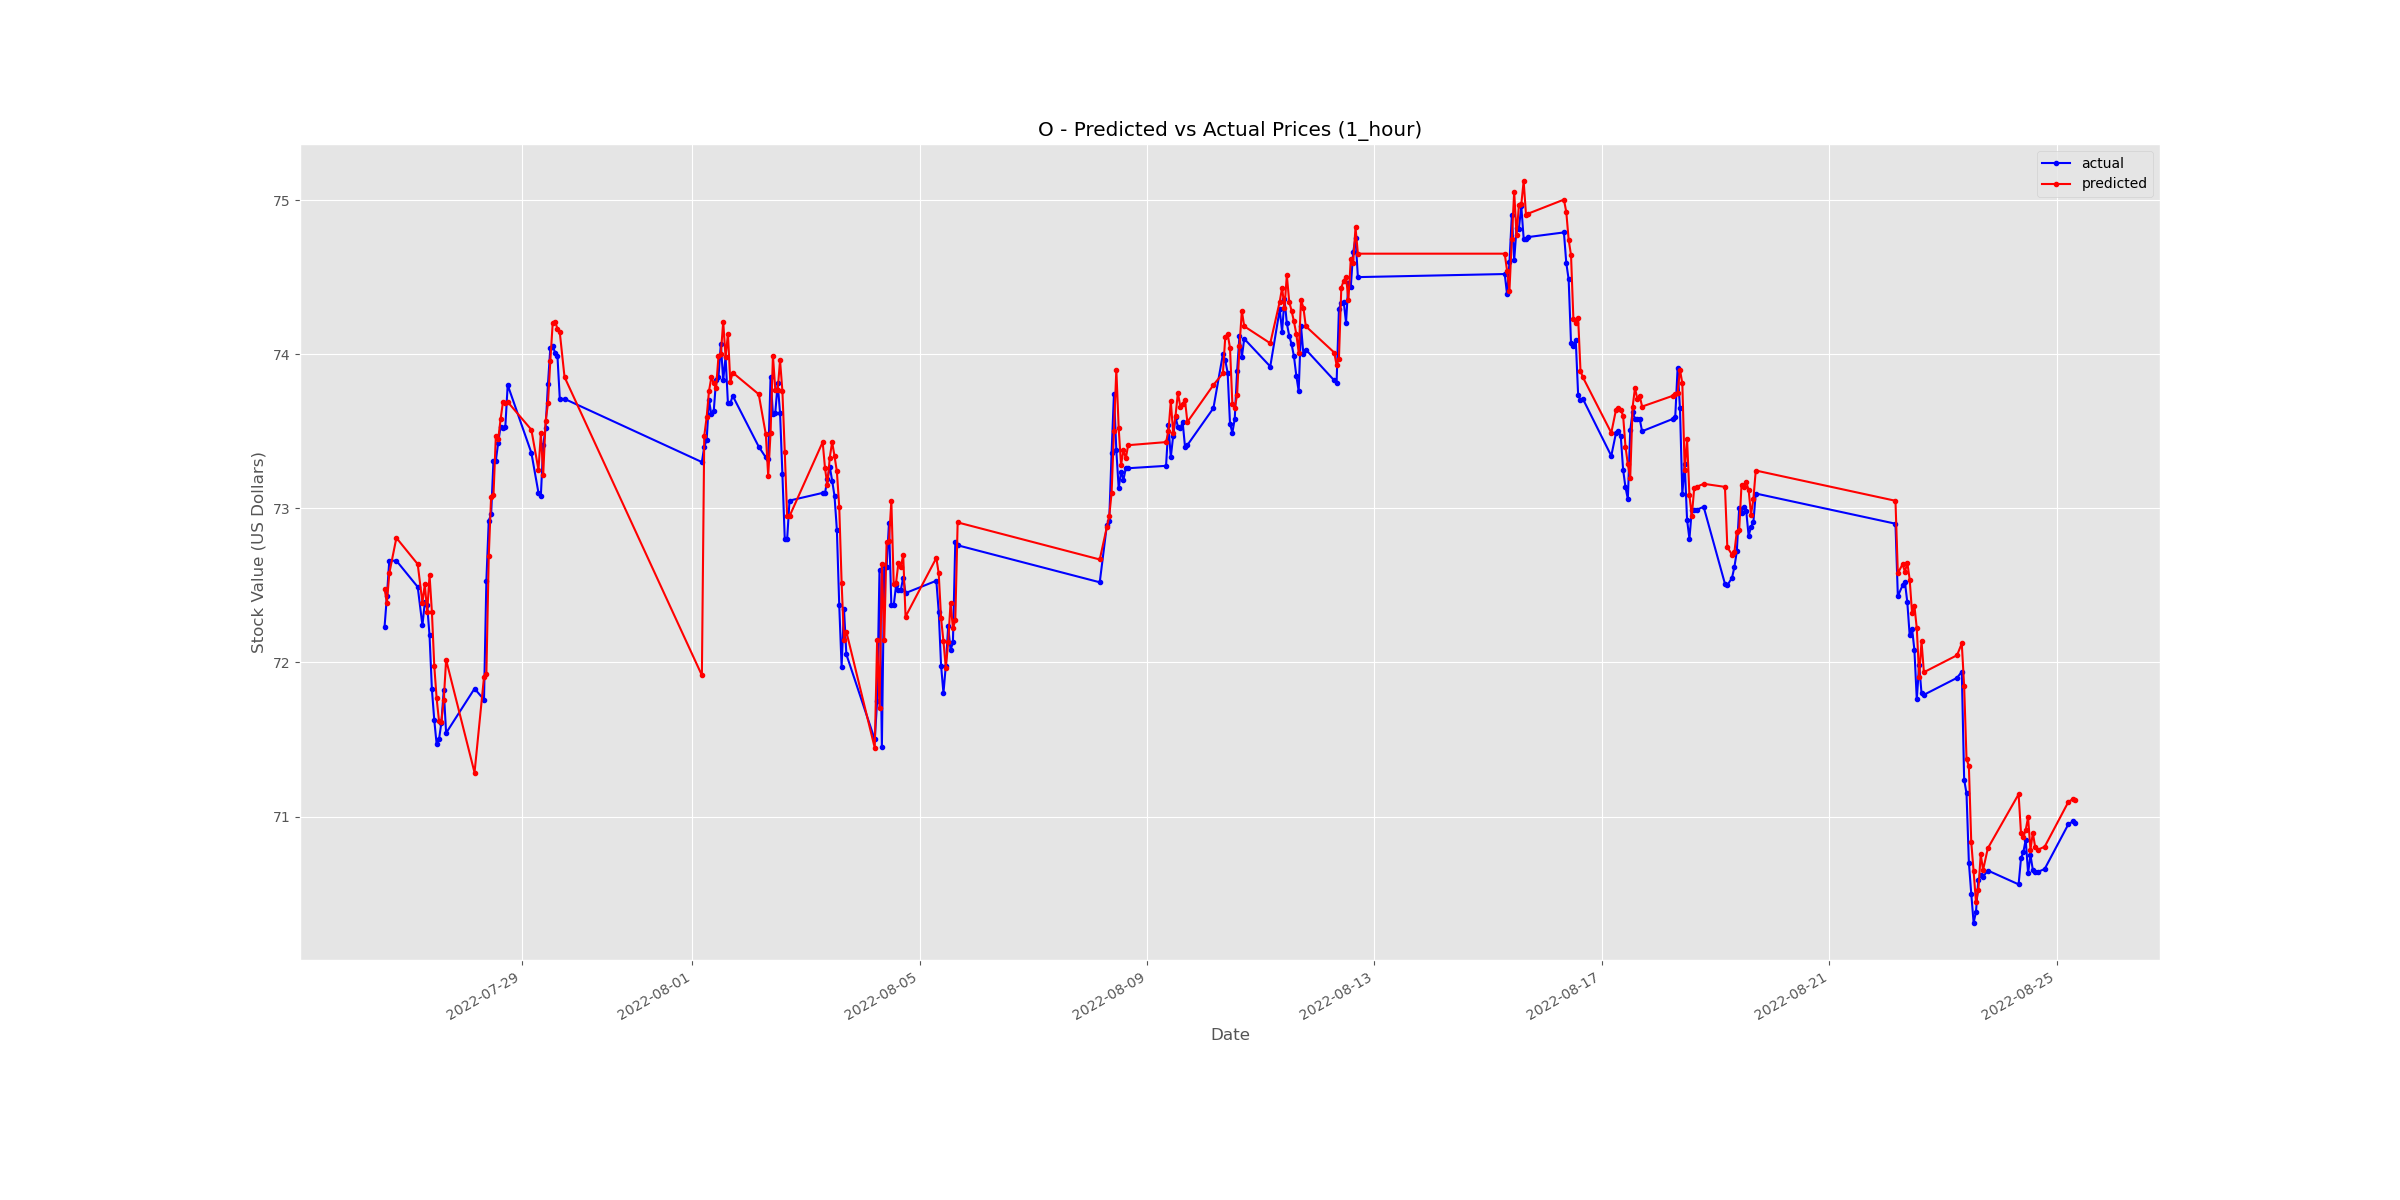 O - Predicted vs Actual Prices (1_hour)
actual
predicted
75
74
73
72
71
Stock Value (US Dollars)
2022-07-29
2022-08-01
2022-08-05
2022-08-09
2022-08-13
2022-08-17
2022-08-21
2022-08-25
Date